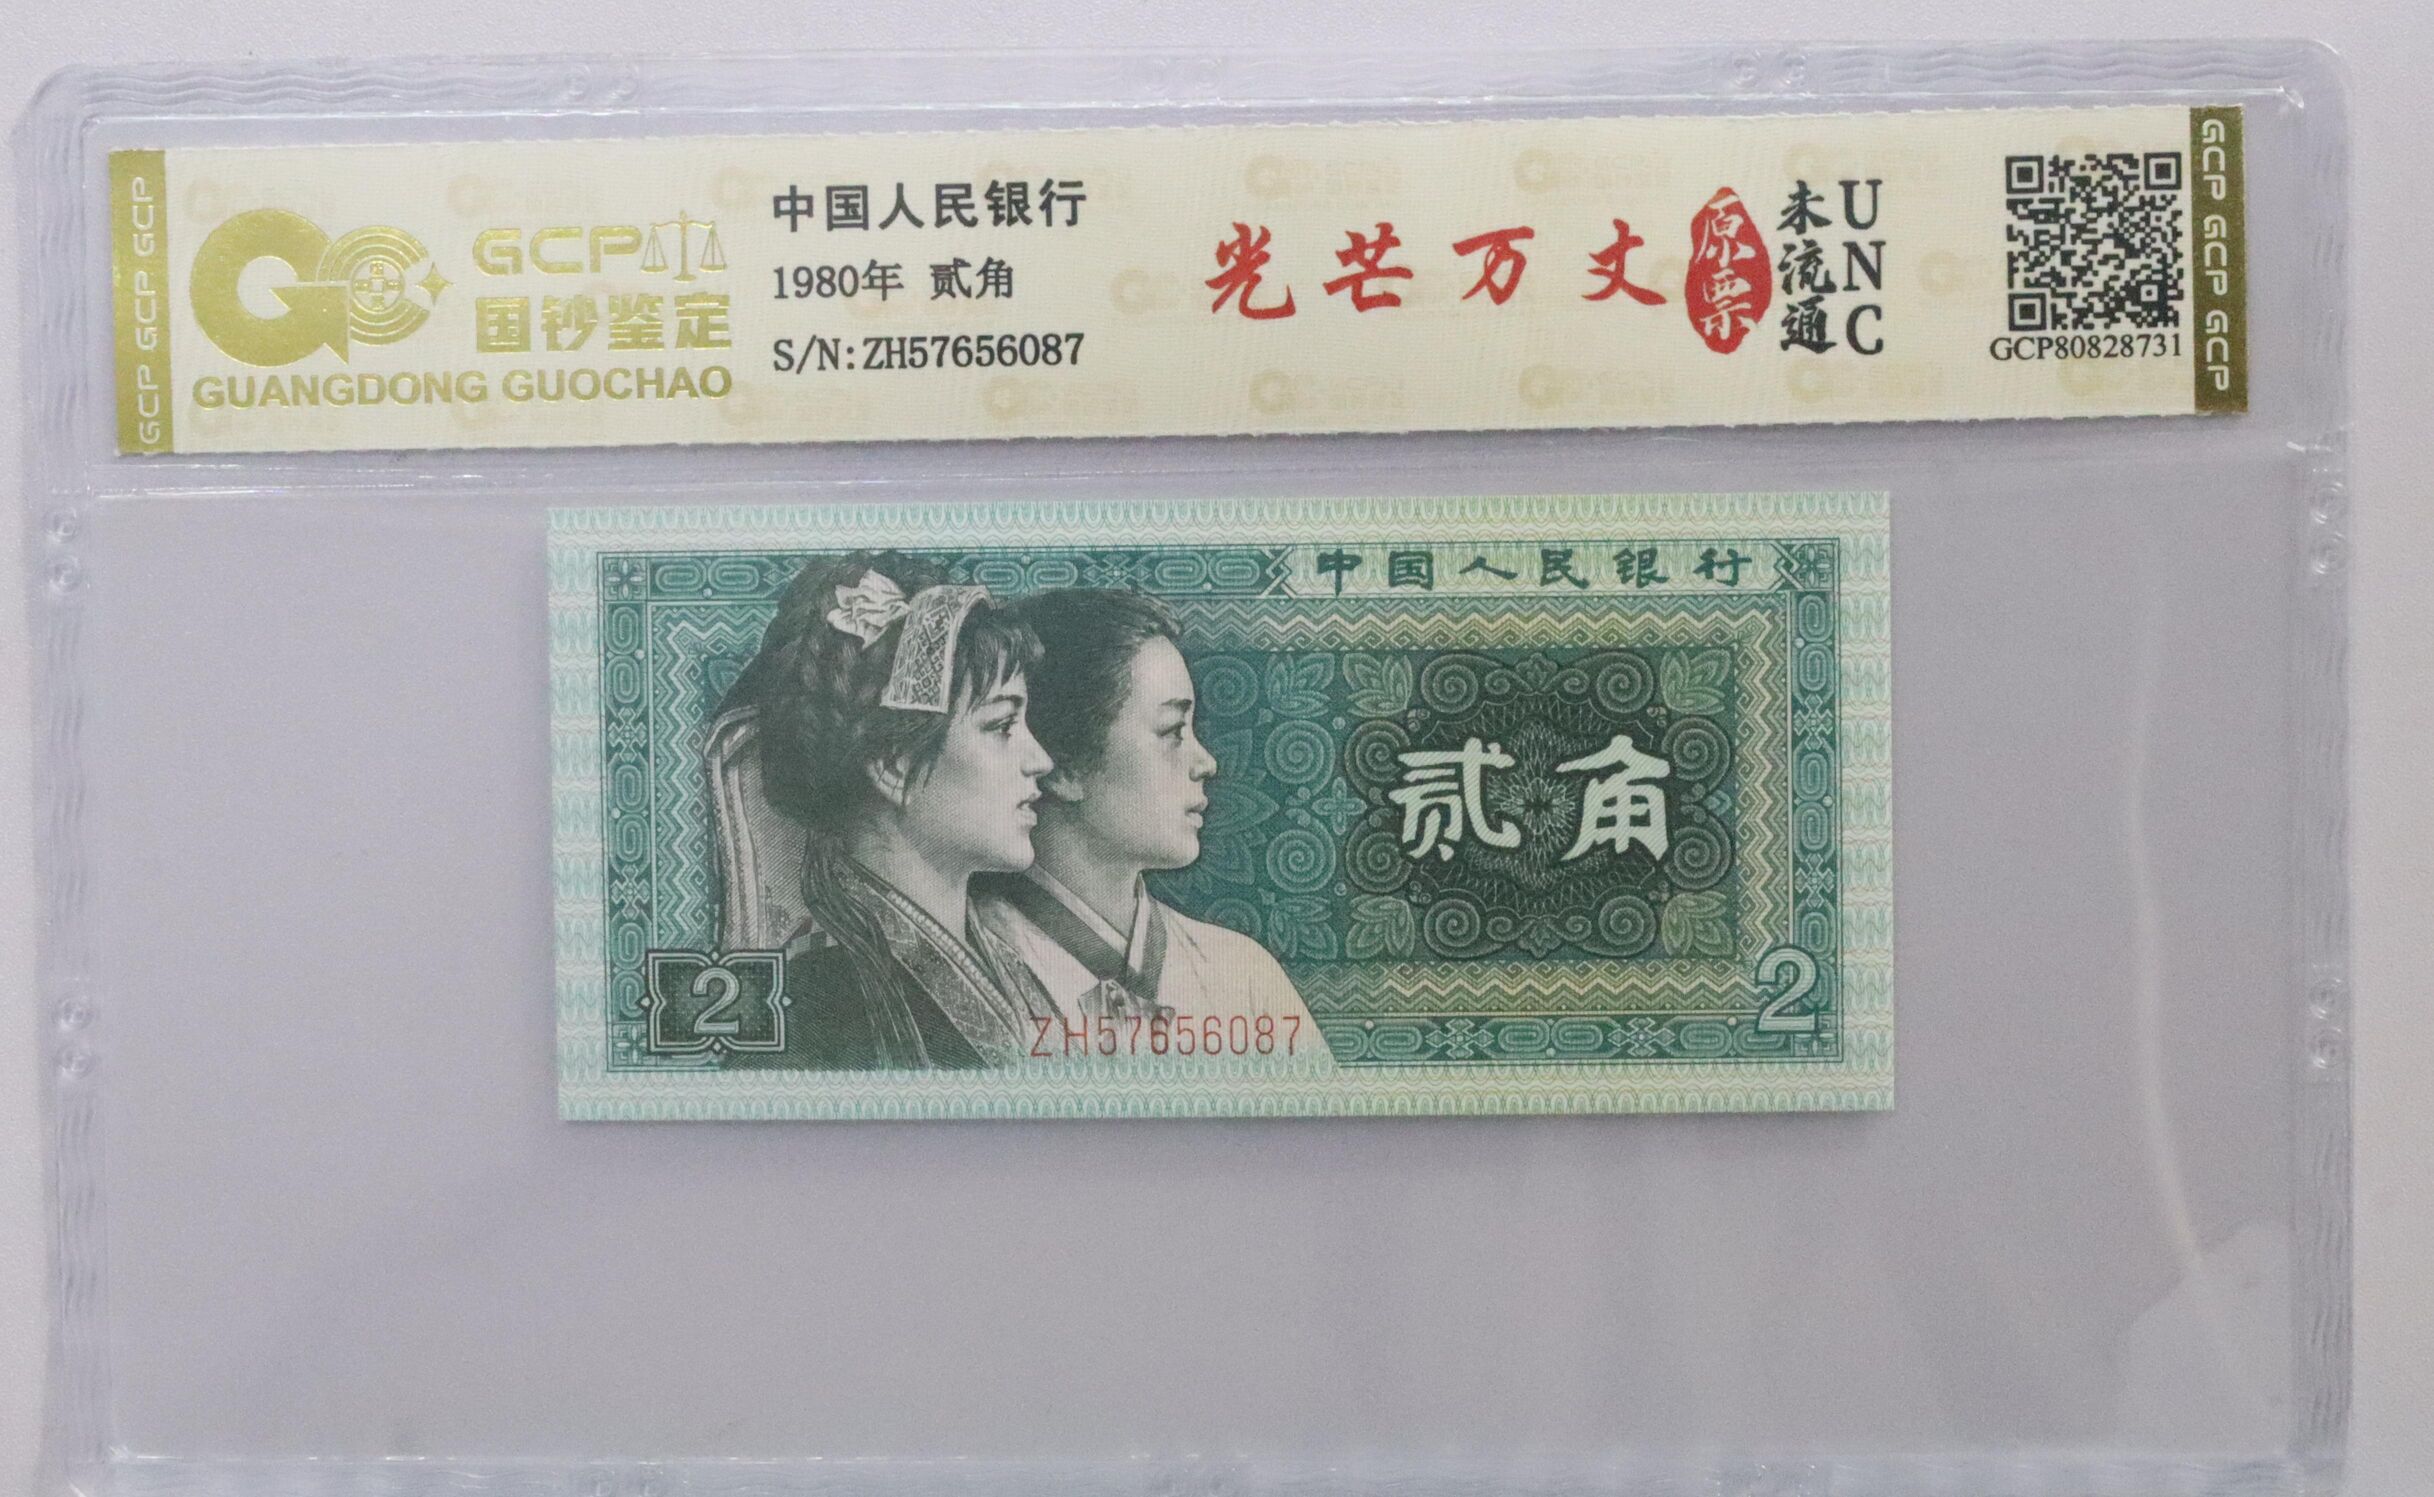 GCP GCP GCP
GCP
国钞鉴定
GUANGDONG GUOCHAO
中国人民银行
1980年 贰角
S/N:ZH57656087
光芒万丈
原票
未流通
UNC
GCP80828731
GCP GCP GCP
中国人民银行
贰角
2
2
ZH57656087